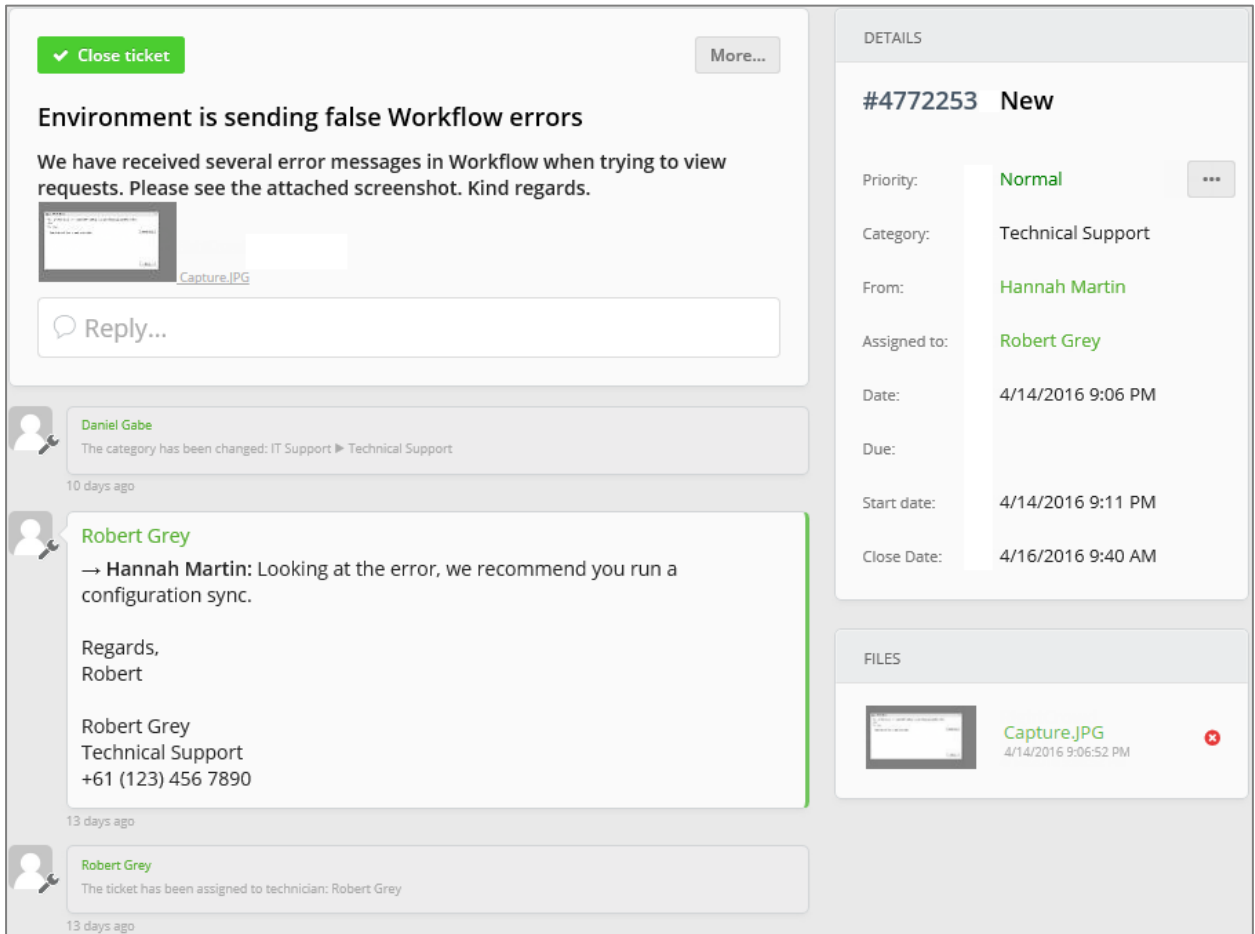 Close ticket
More...
Environment is sending false Workflow errors
We have received several error messages in Workflow when trying to view
requests. Please see the attached screenshot. Kind regards.
Capture.JPG
Reply...
Daniel Gabe
The category has been changed: IT Support ▶ Technical Support
10 days ago
Robert Grey
→ Hannah Martin: Looking at the error, we recommend you run a
configuration sync.
Regards,
Robert
Robert Grey
Technical Support
+61 (123) 456 7890
13 days ago
Robert Grey
The ticket has been assigned to technician: Robert Grey
13 days ago
DETAILS
#4772253 New
Priority: Normal
Category: Technical Support
From: Hannah Martin
Assigned to: Robert Grey
Date: 4/14/2016 9:06 PM
Due:
Start date: 4/14/2016 9:11 PM
Close Date: 4/16/2016 9:40 AM
FILES
Capture.JPG
4/14/2016 9:06:52 PM